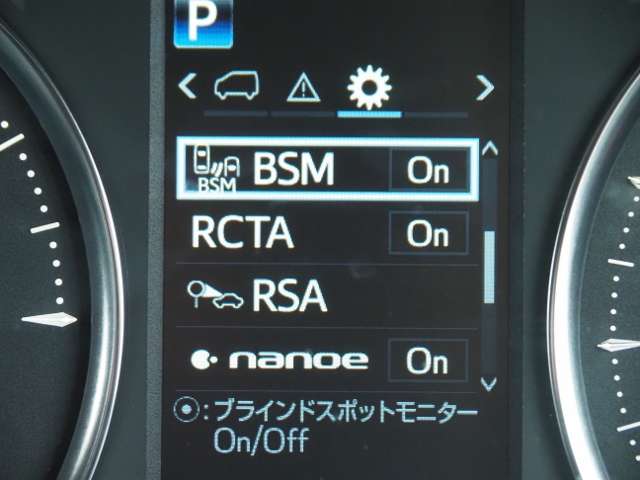 P
BSM BSM On
RCTA On
RSA
nanoe On
:ブラインドスポットモニター
On/Off